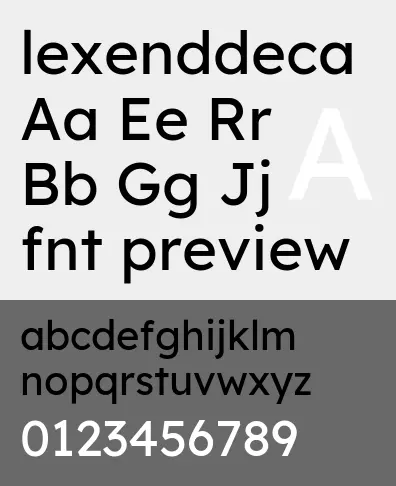 lexenddeca
Aa Ee Rr
A
Bb Gg Jj
fnt preview
abcdefghijklm
nopqrstuvwxyz
0123456789